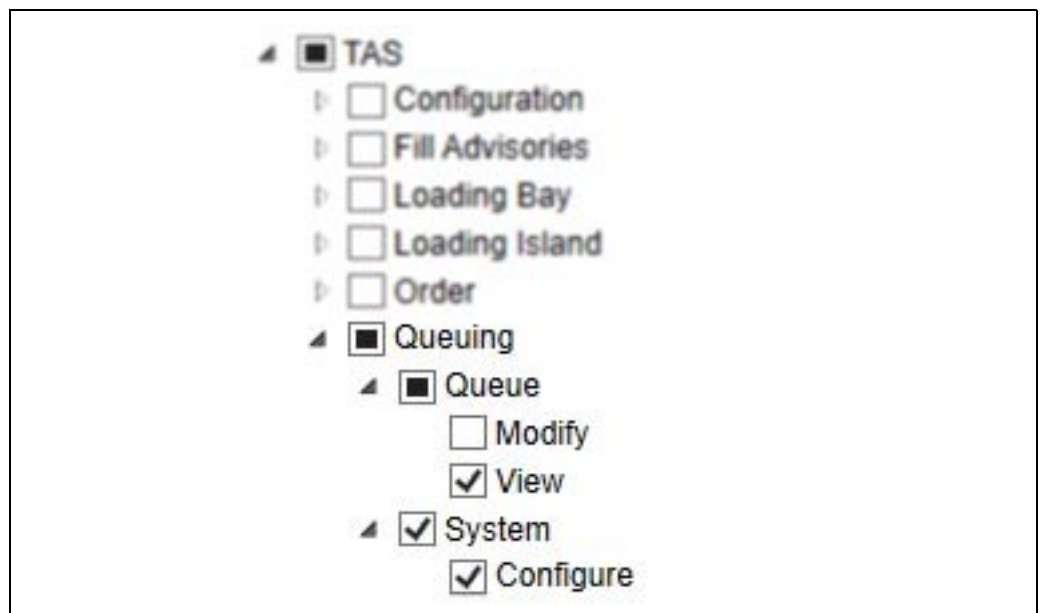 TAS
Configuration
Fill Advisories
Loading Bay
Loading Island
Order
Queuing
Queue
Modify
View
System
Configure